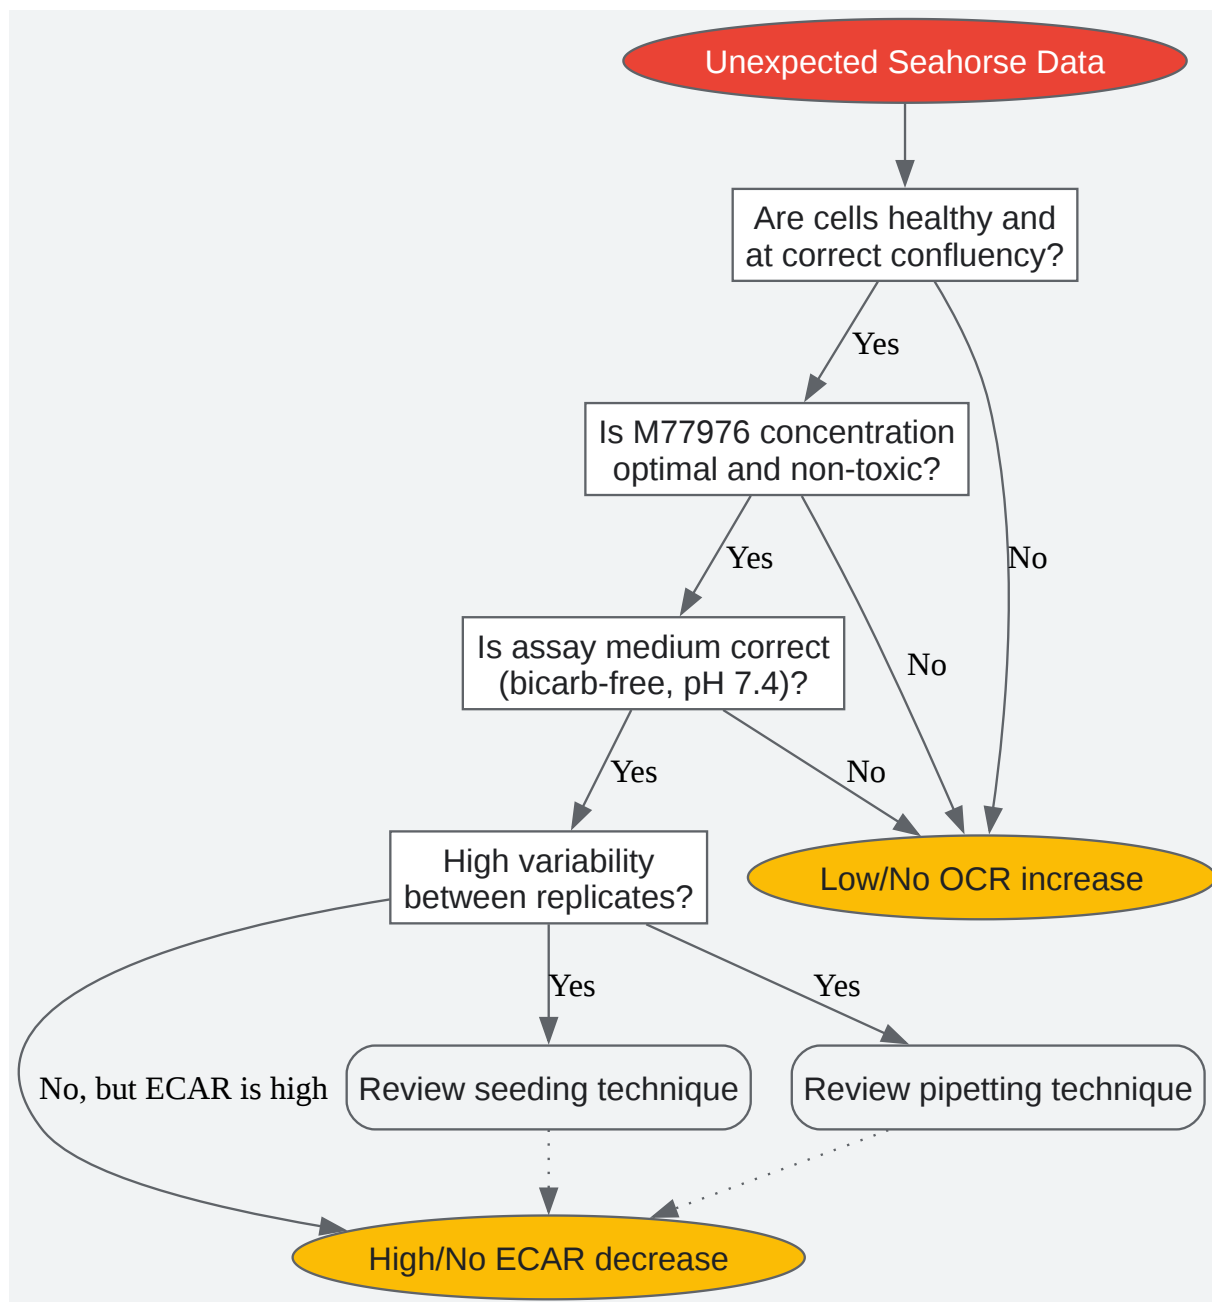 Unexpected Seahorse Data
Are cells healthy and
at correct confluency?
Yes
Is M77976 concentration
optimal and non-toxic?
Yes
No
Is assay medium correct
(bicarb-free, pH 7.4)?
No
Yes
No
High variability
between replicates?
Low/No OCR increase
Yes
Yes
No, but ECAR is high
Review seeding technique
Review pipetting technique
High/No ECAR decrease